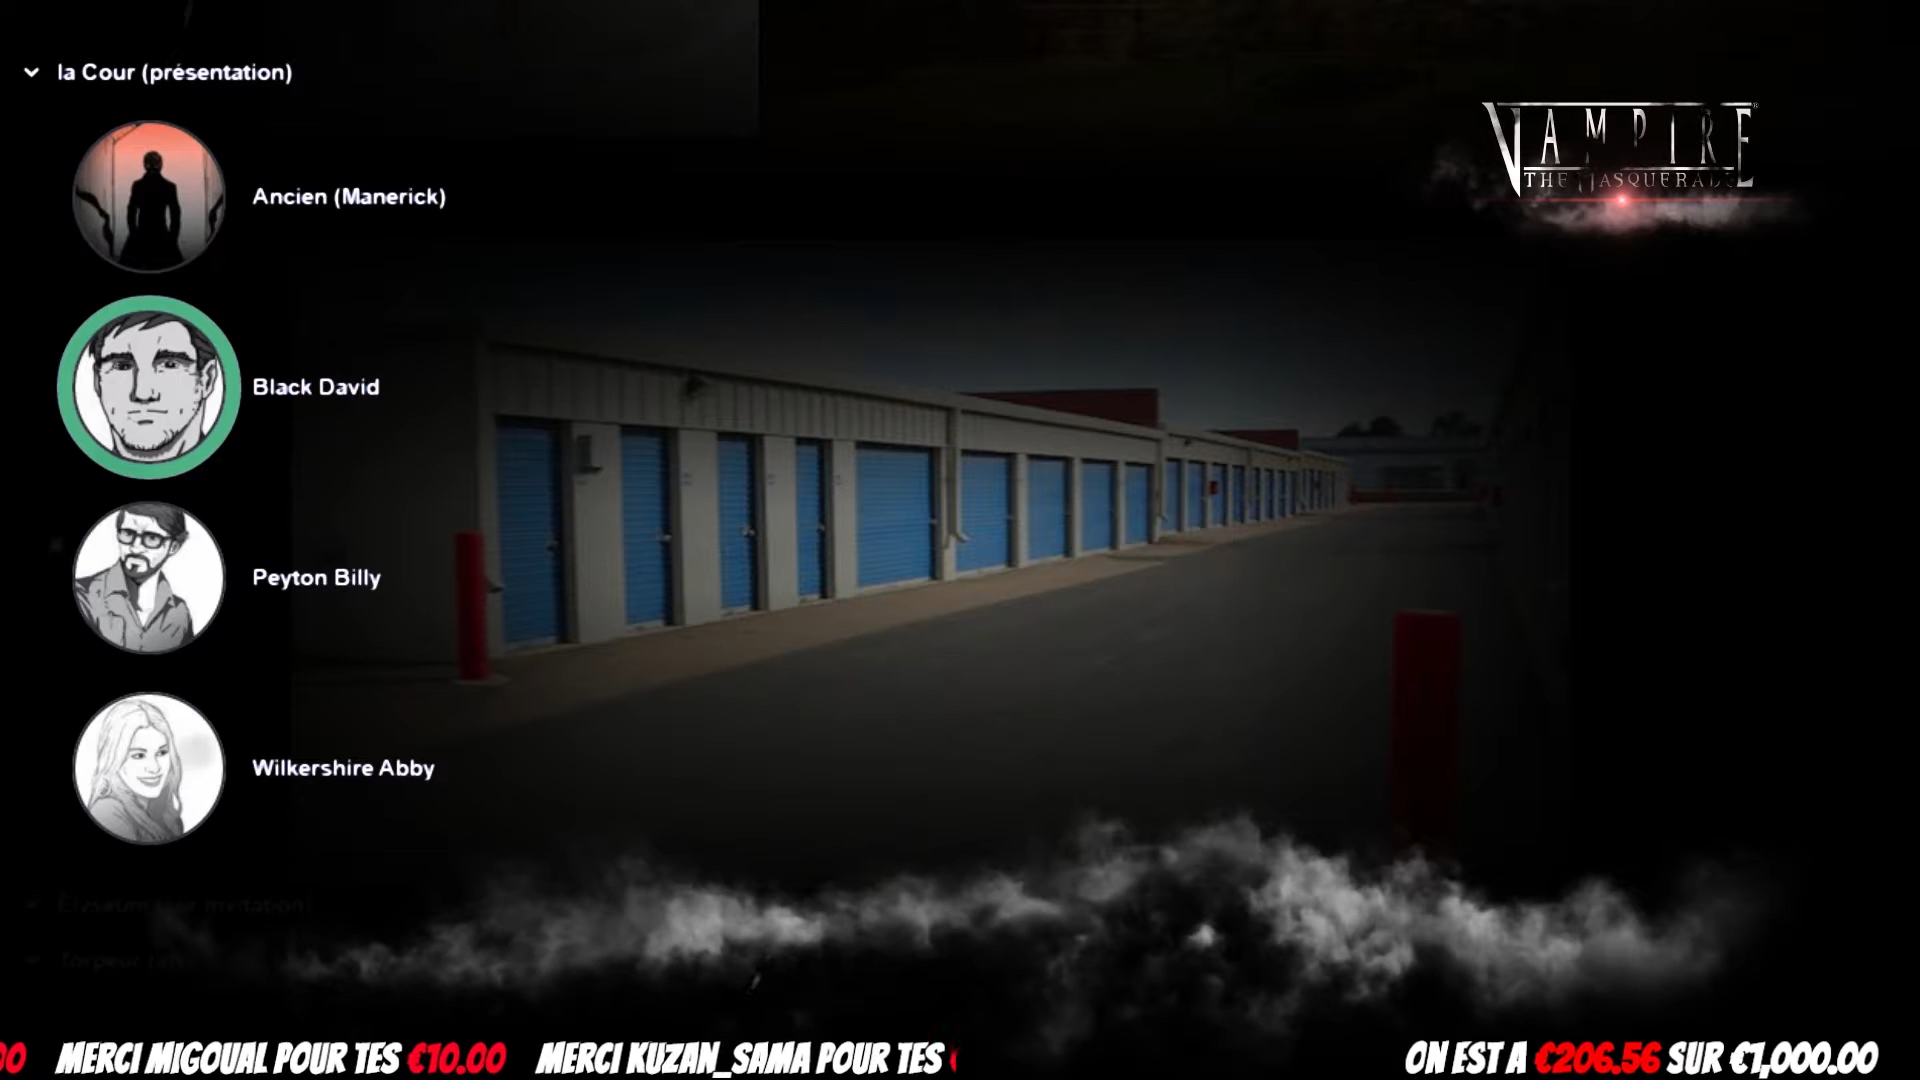 la Cour (présentation)
VAMPIRE
THE MASQUERADE
Ancien (Manerick)
Black David
Peyton Billy
Wilkershire Abby
00 MERCI MIGOUAL POUR TES €10.00 MERCI KUZAN_SAMA POUR TES
ON EST A €206.56 SUR €1,000.00